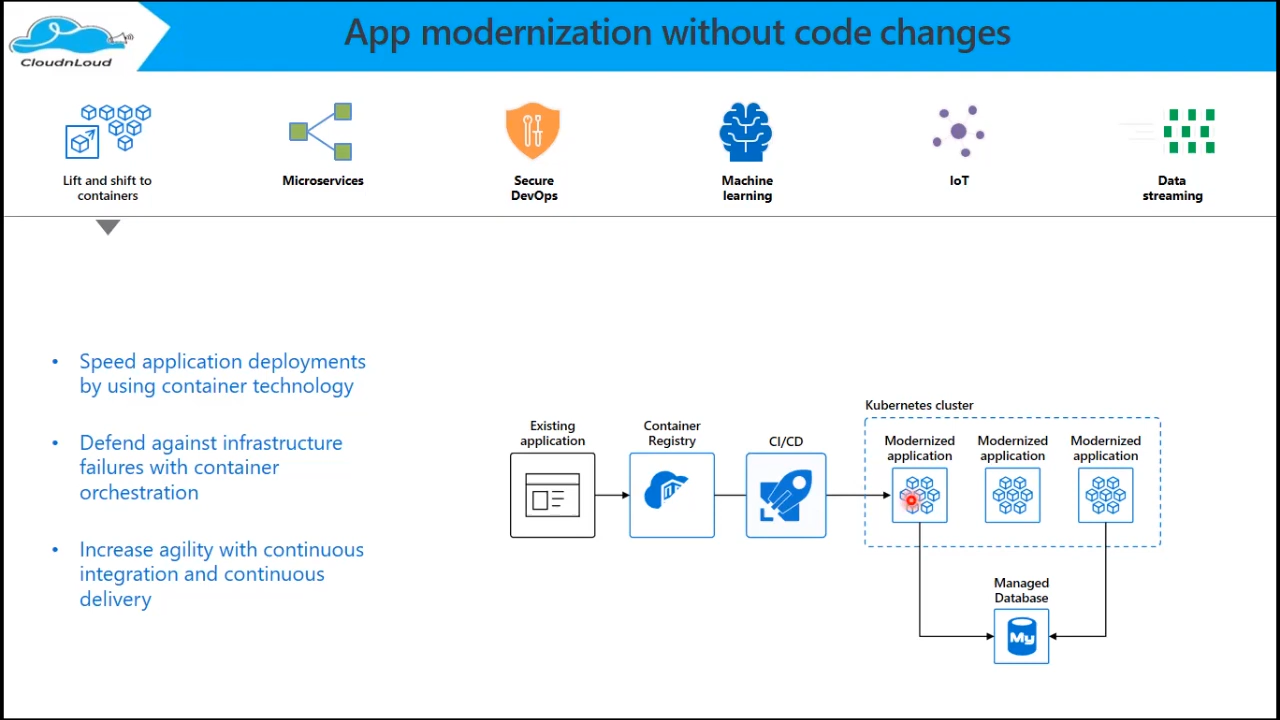 CloudnLoud
App modernization without code changes
Lift and shift to
containers
Microservices
Secure
DevOps
Machine
learning
IoT
Data
streaming
• Speed application deployments
by using container technology
• Defend against infrastructure
failures with container
orchestration
• Increase agility with continuous
integration and continuous
delivery
Existing
application
Container
Registry
CI/CD
Kubernetes cluster
Modernized
application
Modernized
application
Modernized
application
Managed
Database
My